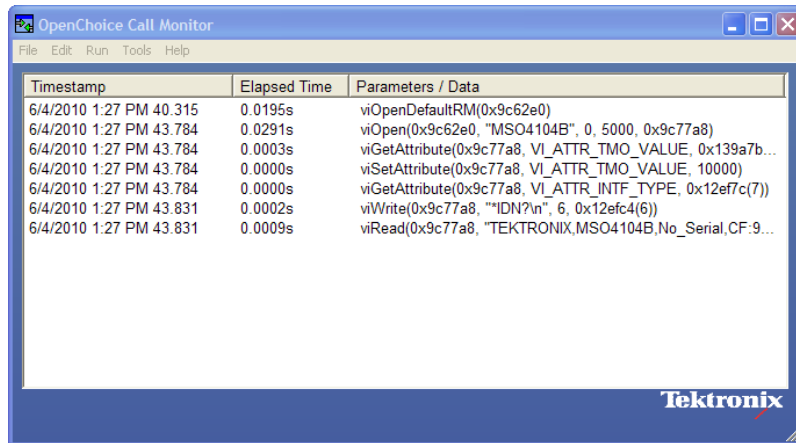 OpenChoice Call Monitor
File Edit Run Tools Help
Timestamp Elapsed Time Parameters / Data
6/4/2010 1:27 PM 40.315 0.0195s viOpenDefaultRM(0x9c62e0)
6/4/2010 1:27 PM 43.784 0.0291s viOpen(0x9c62e0, "MSO4104B", 0, 5000, 0x9c77a8)
6/4/2010 1:27 PM 43.784 0.0003s viGetAttribute(0x9c77a8, VI_ATTR_TMO_VALUE, 0x139a7b...
6/4/2010 1:27 PM 43.784 0.0000s viSetAttribute(0x9c77a8, VI_ATTR_TMO_VALUE, 10000)
6/4/2010 1:27 PM 43.784 0.0000s viGetAttribute(0x9c77a8, VI_ATTR_INTF_TYPE, 0x12ef7c(7))
6/4/2010 1:27 PM 43.831 0.0002s viWrite(0x9c77a8, "*IDN?\n", 6, 0x12efc4(6))
6/4/2010 1:27 PM 43.831 0.0009s viRead(0x9c77a8, "TEKTRONIX,MSO4104B,No_Serial,CF:9...
Tektronix